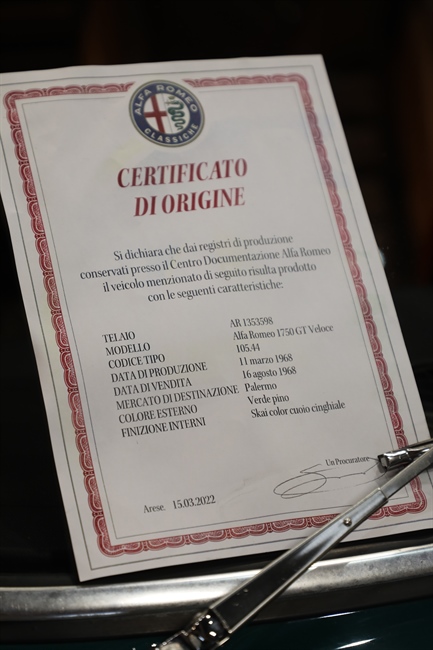 ALFA ROMEO
CLASSICHE
CERTIFICATO
DI ORIGINE
Si dichiara che dai registri di produzione
conservati presso il Centro Documentazione Alfa Romeo
il veicolo menzionato di seguito risulta prodotto
con le seguenti caratteristiche:
TELAIO AR 1353598
MODELLO Alfa Romeo 1750 GT Veloce
CODICE TIPO 105.44
DATA DI PRODUZIONE 11 marzo 1968
DATA DI VENDITA 16 agosto 1968
MERCATO DI DESTINAZIONE Palermo
COLORE ESTERNO Verde pino
FINIZIONE INTERNI Skai color cuoio cinghiale
Un Procuratore
Arese, 15.03.2022